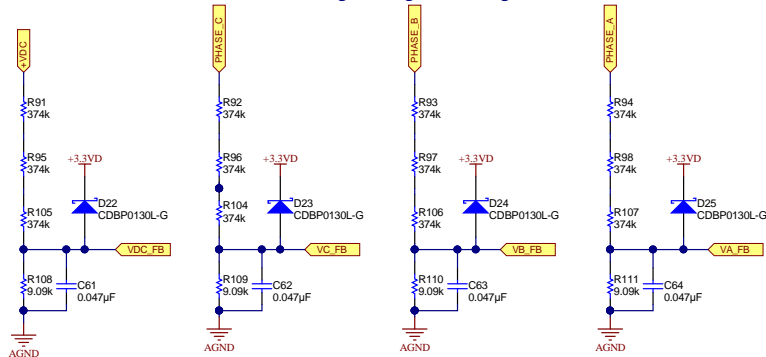 +VDC
R91
374k
R95
374k
+3.3VD
R105
374k
D22
CDBP0130L-G
VDC_FB
R108
9.09k
C61
0.047µF
AGND
PHASE_C
R92
374k
R96
374k
+3.3VD
R104
374k
D23
CDBP0130L-G
VC_FB
R109
9.09k
C62
0.047µF
AGND
PHASE_B
R93
374k
R97
374k
+3.3VD
R106
374k
D24
CDBP0130L-G
VB_FB
R110
9.09k
C63
0.047µF
AGND
PHASE_A
R94
374k
R98
374k
+3.3VD
R107
374k
D25
CDBP0130L-G
VA_FB
R111
9.09k
C64
0.047µF
AGND